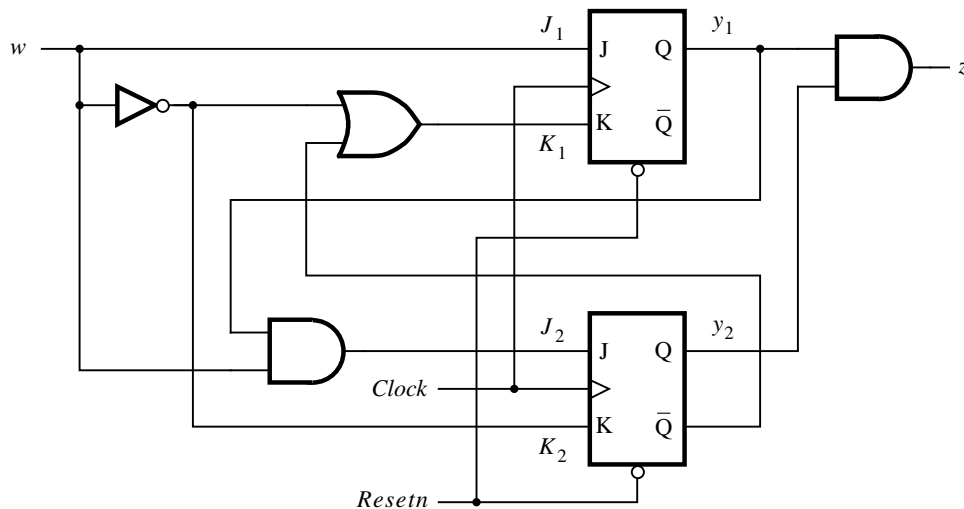 J₁
y₁
w
J
Q
z
K
Q̅
K₁
J₂
y₂
J
Q
Clock
K
Q̅
K₂
Resetn